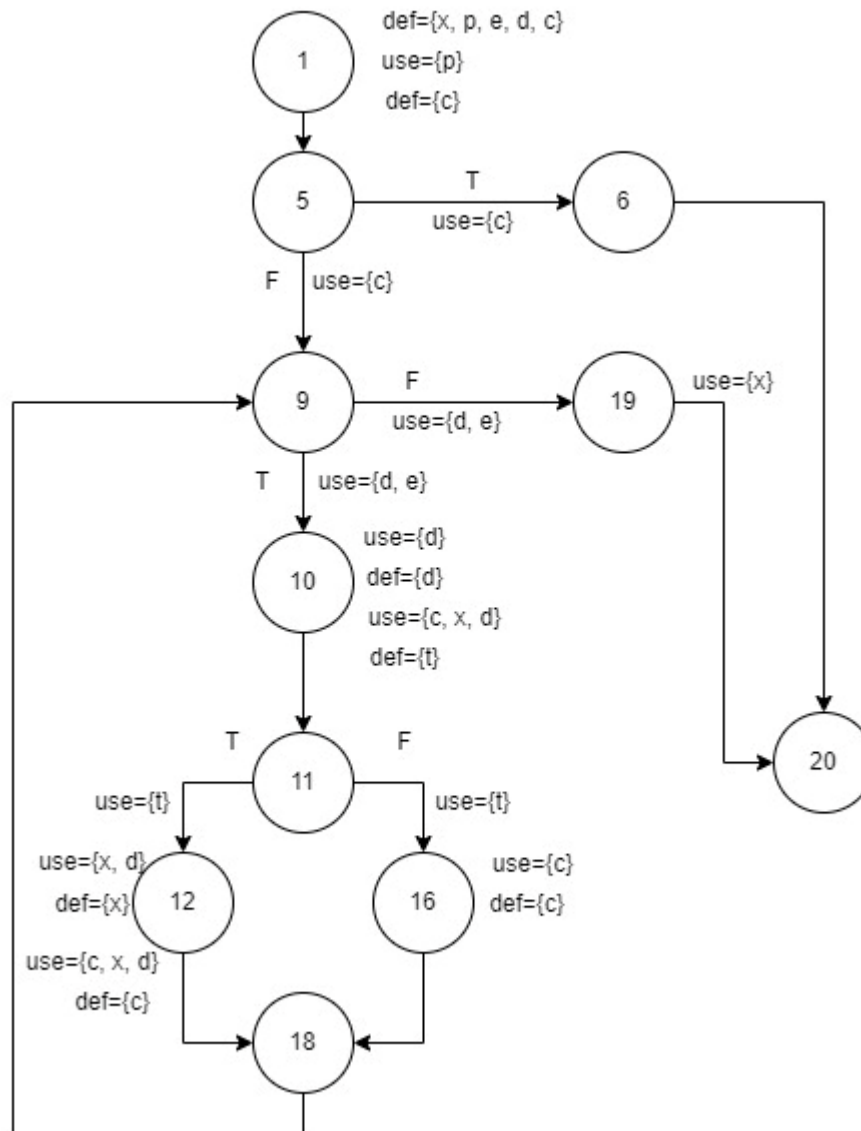 def={x, p, e, d, c}
1
use={p}
def={c}
5
T
6
use={c}
F
use={c}
9
F
19
use={x}
use={d, e}
T
use={d, e}
use={d}
10
def={d}
use={c, x, d}
def={t}
T
F
11
20
use={t}
use={t}
use={x, d}
def={x}
12
16
use={c}
def={c}
use={c, x, d}
def={c}
18